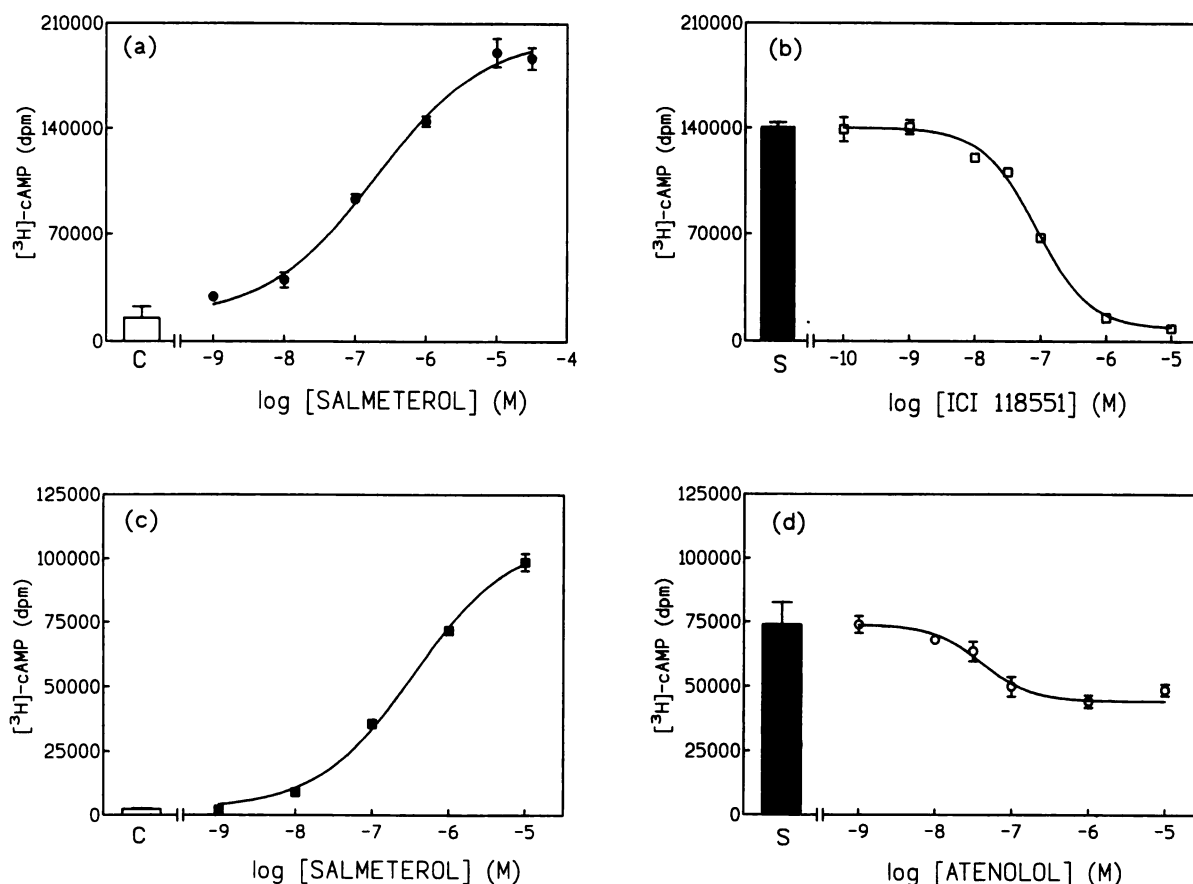 (a)
[³H]-cAMP (dpm)
210000
140000
70000
0
C
-9
-8
-7
-6
-5
-4
log [SALMETEROL] (M)
(b)
[³H]-cAMP (dpm)
210000
140000
70000
0
S
-10
-9
-8
-7
-6
-5
log [ICI 118551] (M)
(c)
[³H]-cAMP (dpm)
125000
100000
75000
50000
25000
0
C
-9
-8
-7
-6
-5
log [SALMETEROL] (M)
(d)
[³H]-cAMP (dpm)
125000
100000
75000
50000
25000
0
S
-9
-8
-7
-6
-5
log [ATENOLOL] (M)